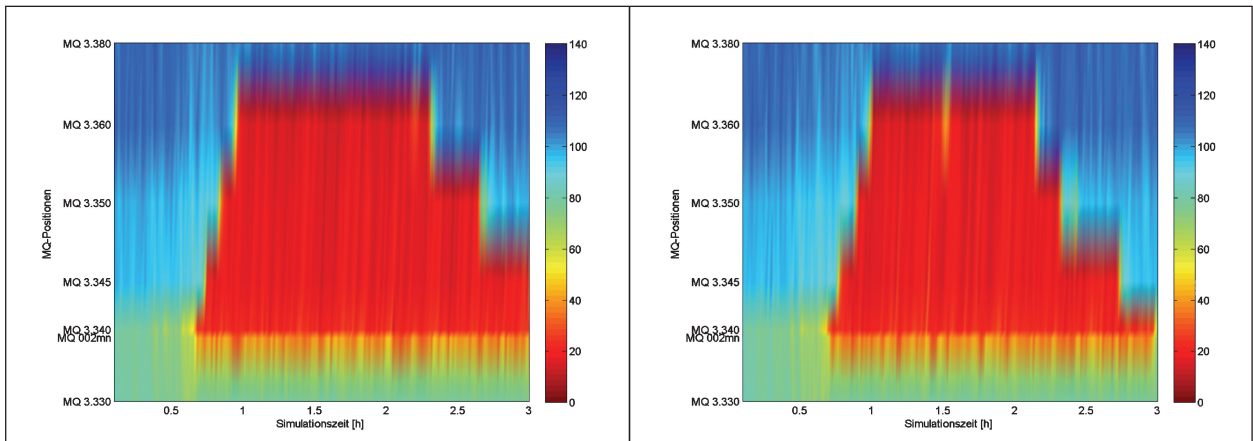 MQ 3.380
MQ 3.360
MQ 3.350
MQ 3.345
MQ 3.340
MQ 002mn
MQ 3.330
MQ-Positionen
0.5 1 1.5 2 2.5 3
Simulationszeit [h]
140
120
100
80
60
40
20
0
MQ 3.380
MQ 3.360
MQ 3.350
MQ 3.345
MQ 3.340
MQ 002mn
MQ 3.330
MQ-Positionen
0.5 1 1.5 2 2.5 3
Simulationszeit [h]
140
120
100
80
60
40
20
0